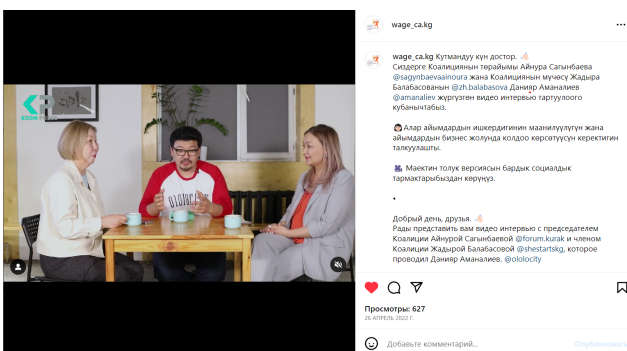 KOOM PARK
OLOLOCITY
wage_ca.kg
wage_ca.kg Кутмандуу күн достор.
Сиздерге Коалициянын төрайымы Айнура Сагынбаева
@sagynbaevaainoura жана Коалициянын мүчөсү Жадыра
Балабасованын @zh.balabasova Данияр Аманалиев
@amanaliev жүргүзгөн видео интервью тартуулоого
кубанычтабыз.
Алар айымдардын ишкердигинин маанилүүлүгүн жана
айымдардын бизнес жолунда колдоо көрсөтүүсүн керектигин
талкуулашты.
Маектин толук версиясын бардык социалдык
тармактарыбыздан көрүңүз.
•
Добрый день, друзья.
Рады представить вам видео интервью с председателем
Коалиции Айнурой Сагынбаевой @forum.kurak и членом
Коалиции Жадырой Балабасовой @shestartskg, которое
проводил Данияр Аманалиев. @ololocity
Просмотры: 627
26 АПРЕЛЬ 2022 Г.
Добавьте комментарий...
Опубликовать